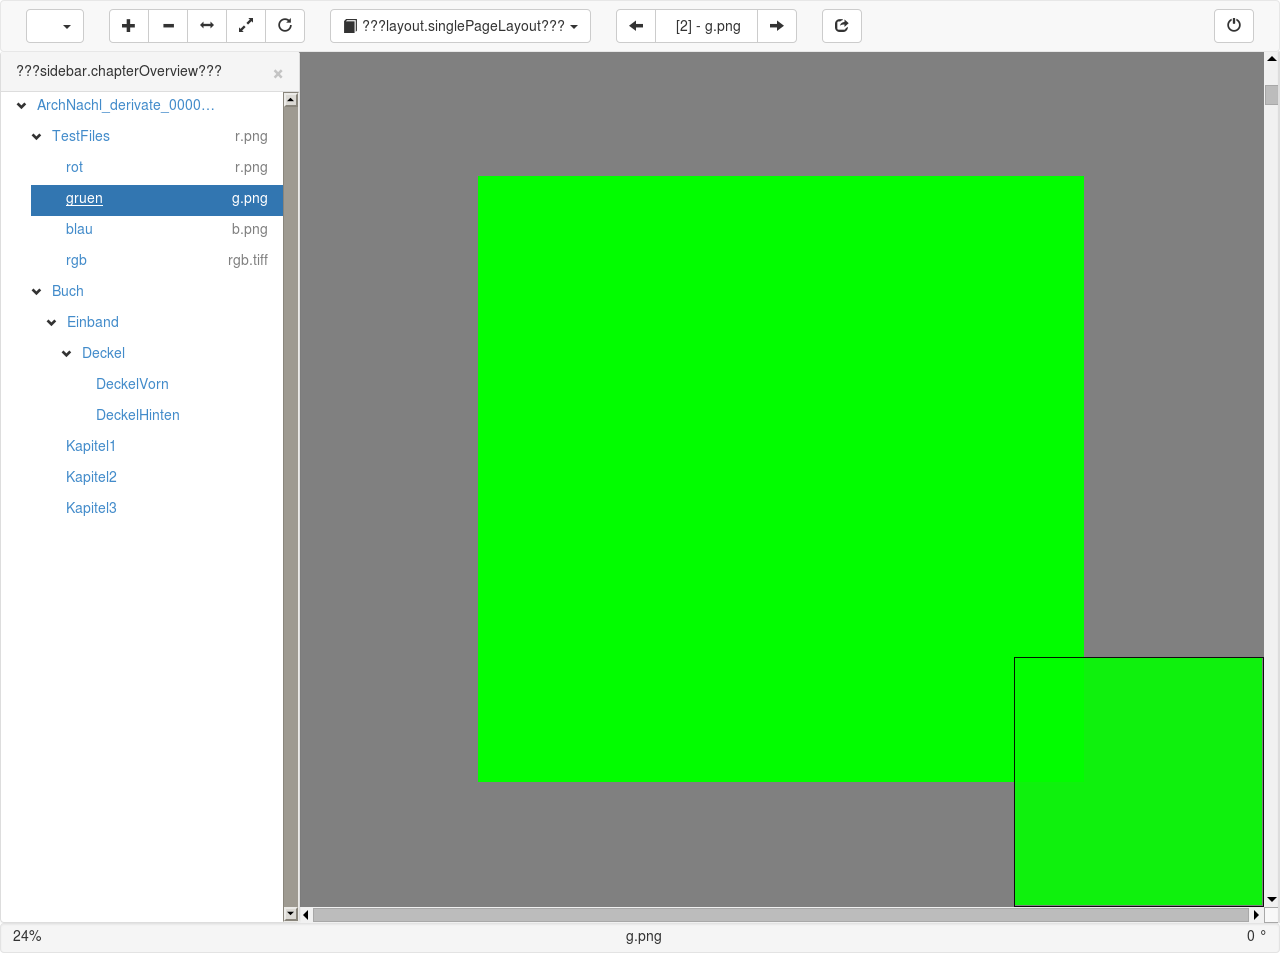 ???layout.singlePageLayout???
[2] - g.png
???sidebar.chapterOverview??? ×
ArchNachl_derivate_0000...
TestFiles r.png
rot r.png
gruen g.png
blau b.png
rgb rgb.tiff
Buch
Einband
Deckel
DeckelVorn
DeckelHinten
Kapitel1
Kapitel2
Kapitel3
24% g.png 0 °